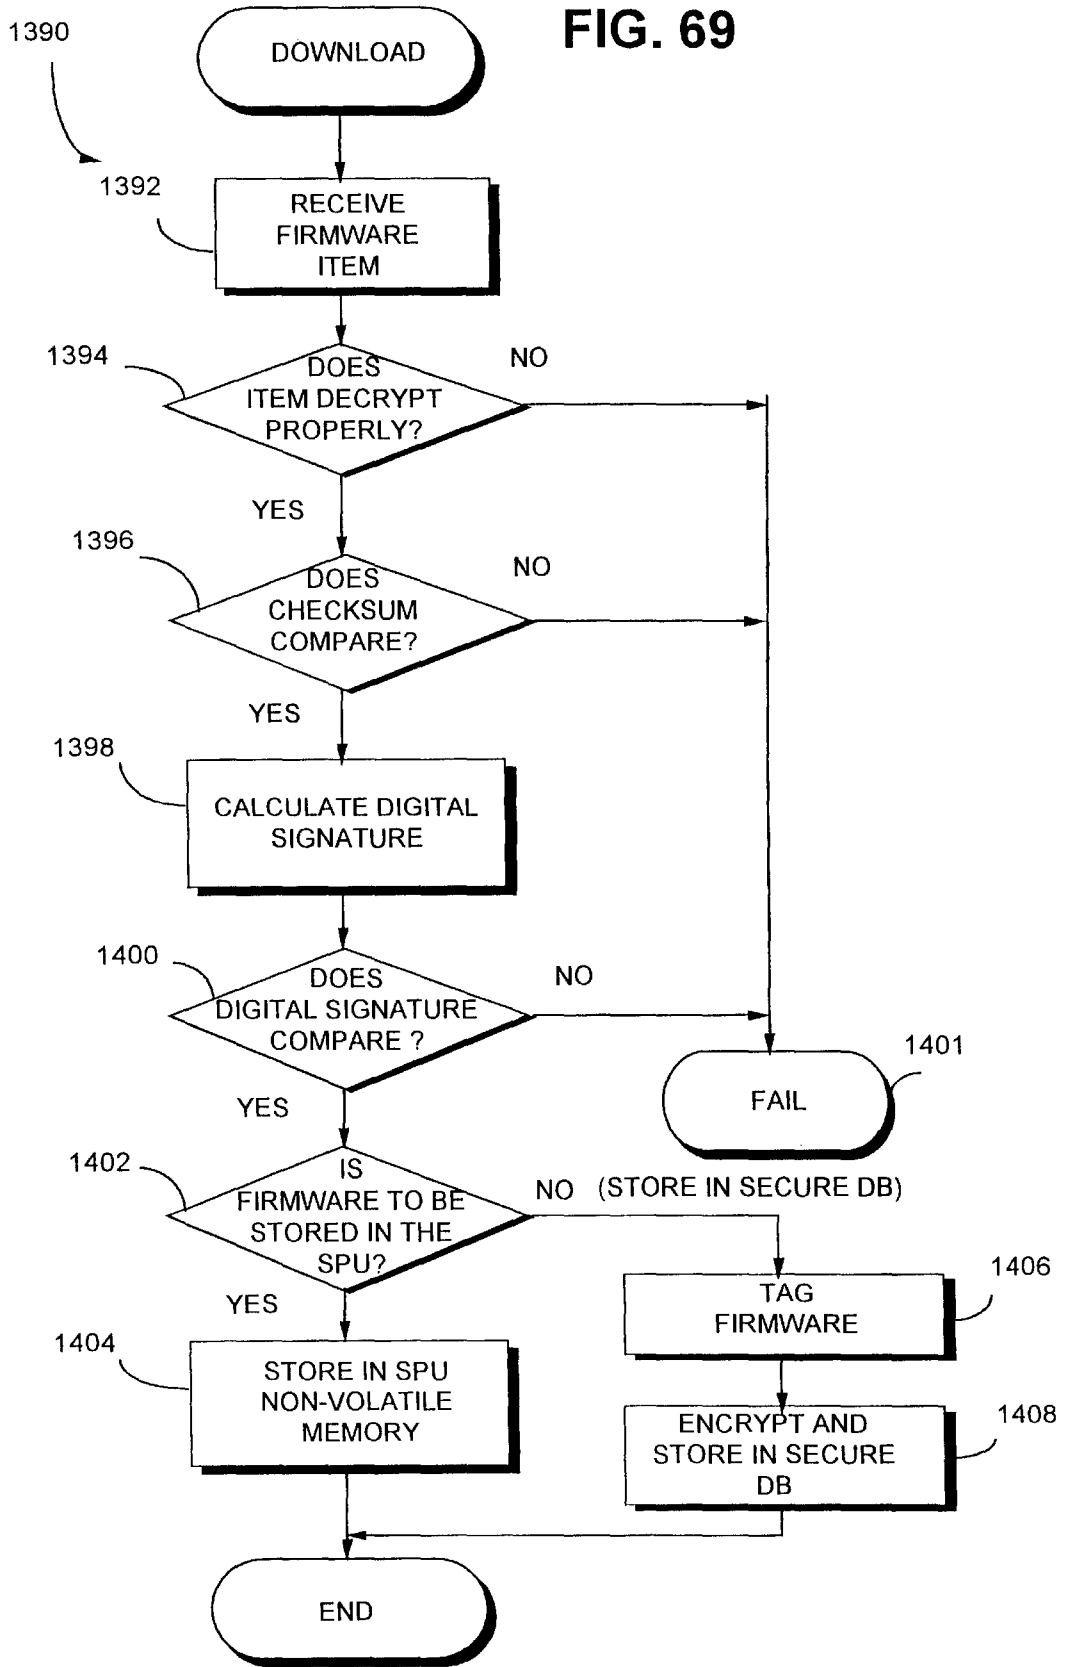 FIG. 69
1390
DOWNLOAD
1392
RECEIVE
FIRMWARE
ITEM
1394
DOES
ITEM DECRYPT
PROPERLY?
NO
YES
1396
DOES
CHECKSUM
COMPARE?
NO
YES
1398
CALCULATE DIGITAL
SIGNATURE
1400
DOES
DIGITAL SIGNATURE
COMPARE ?
NO
1401
FAIL
YES
1402
IS
FIRMWARE TO BE
STORED IN THE
SPU?
NO (STORE IN SECURE DB)
YES
1406
TAG
FIRMWARE
1404
STORE IN SPU
NON-VOLATILE
MEMORY
1408
ENCRYPT AND
STORE IN SECURE
DB
END